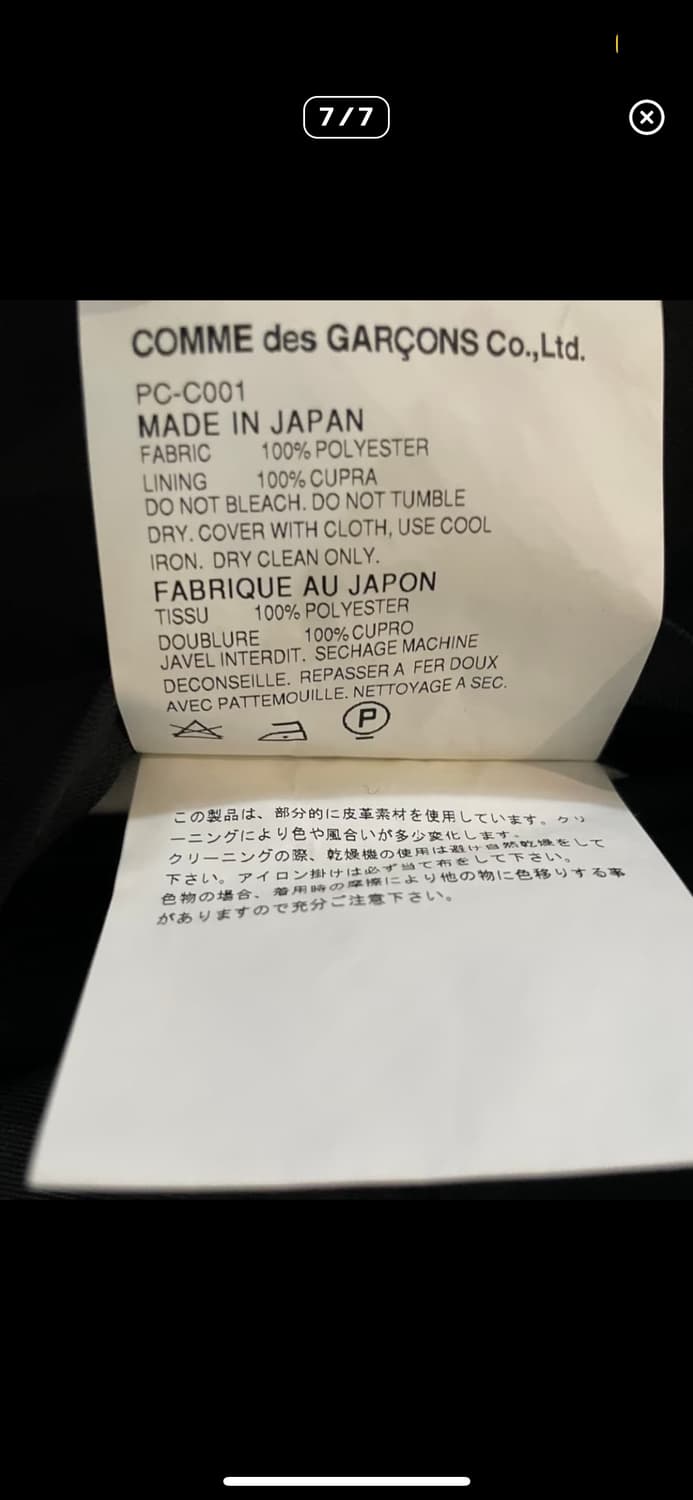 7/7
COMME des GARÇONS Co.,Ltd.
PC-C001
MADE IN JAPAN
FABRIC 100% POLYESTER
LINING 100% CUPRA
DO NOT BLEACH. DO NOT TUMBLE
DRY. COVER WITH CLOTH, USE COOL
IRON. DRY CLEAN ONLY.
FABRIQUE AU JAPON
TISSU 100% POLYESTER
DOUBLURE 100% CUPRO
JAVEL INTERDIT. SECHAGE MACHINE
DECONSEILLE. REPASSER A FER DOUX
AVEC PATTEMOUILLE. NETTOYAGE A SEC.
P
この製品は、部分的に皮革素材を使用しています。クリ
ーニングにより色や風合いが多少変化します。
クリーニングの際、乾燥機の使用は避け自然乾燥をして
下さい。アイロン掛けは必ず当て布をして下さい。
色物の場合、着用時の摩擦により他の物に色移りする事
がありますので充分ご注意下さい。